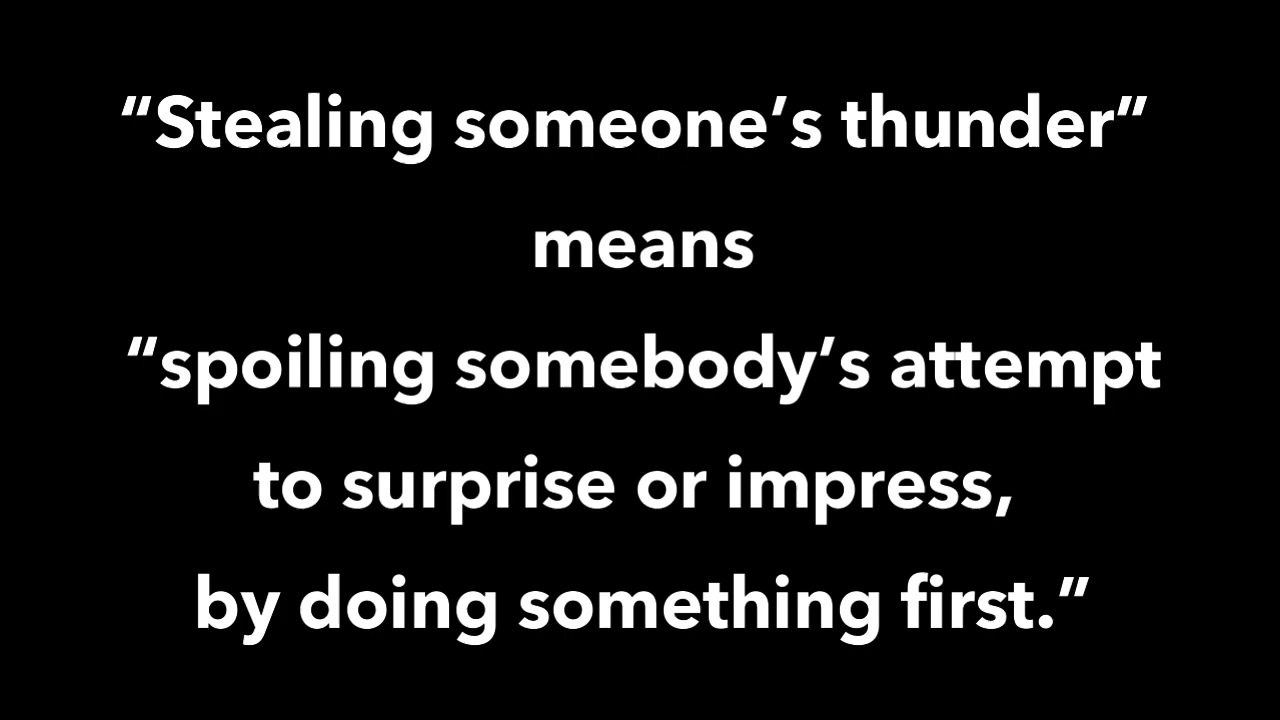 “Stealing someone’s thunder”
means
“spoiling somebody’s attempt
to surprise or impress,
by doing something first.”